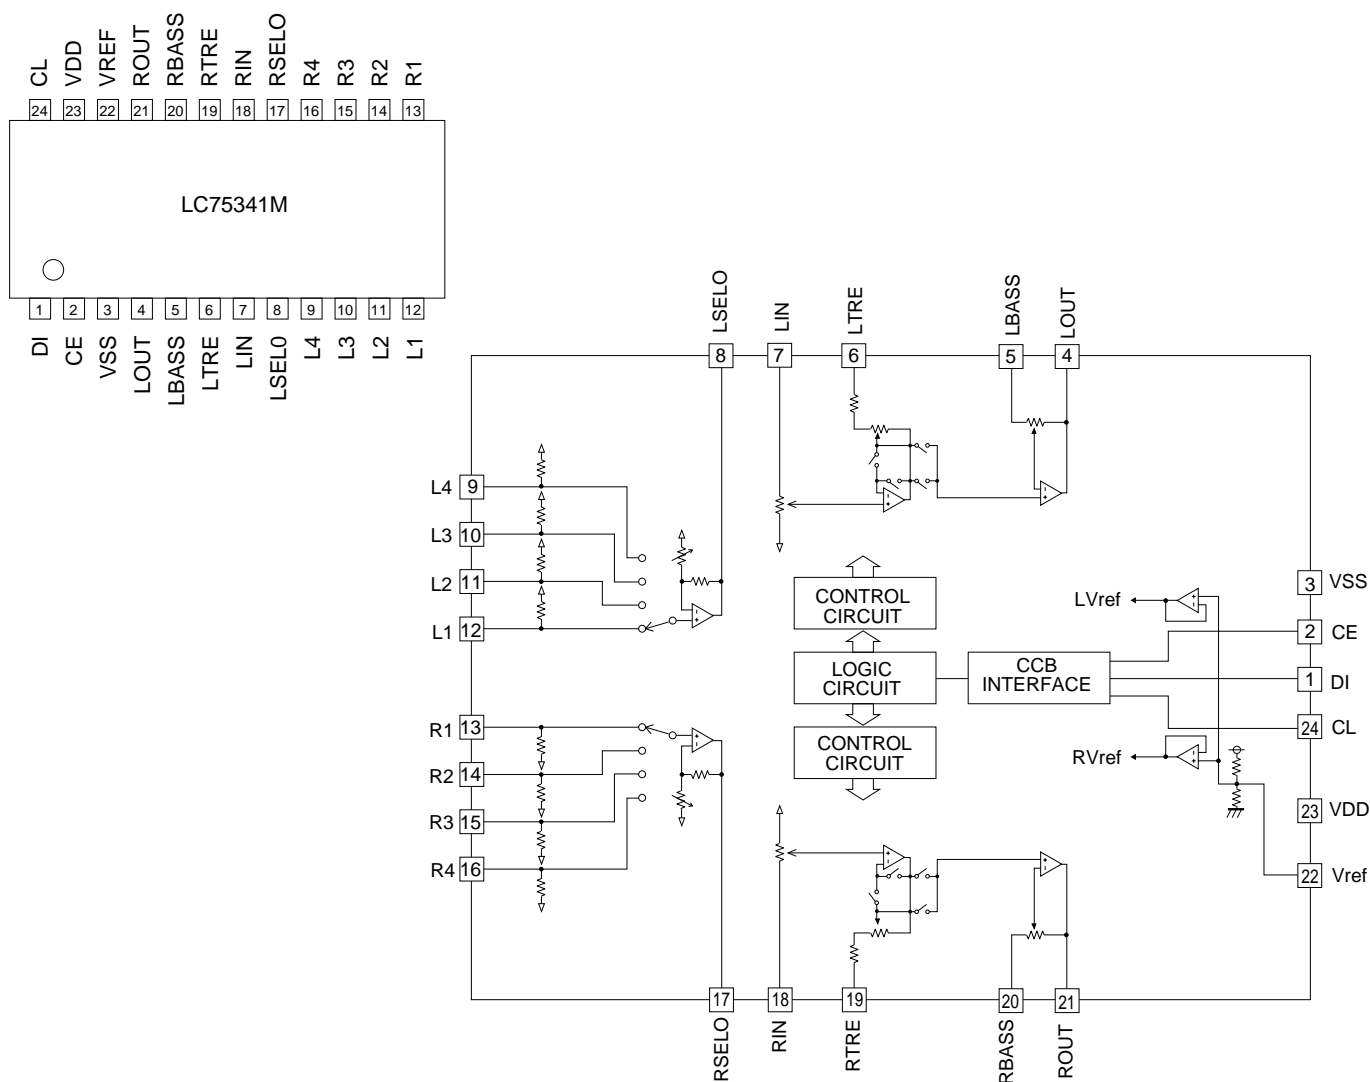 CL VDD VREF ROUT RBASS RTRE RIN RSELO R4 R3 R2 R1
24 23 22 21 20 19 18 17 16 15 14 13
LC75341M
1 2 3 4 5 6 7 8 9 10 11 12
DI CE VSS LOUT LBASS LTRE LIN LSEL0 L4 L3 L2 L1
LSELO LIN LTRE LBASS LOUT
8 7 6 5 4
L4 9
L3 10
L2 11
L1 12
R1 13
R2 14
R3 15
R4 16
CONTROL
CIRCUIT
LOGIC
CIRCUIT
CONTROL
CIRCUIT
CCB
INTERFACE
LVref
RVref
3 VSS
2 CE
1 DI
24 CL
23 VDD
22 Vref
17 18 19 20 21
RSELO RIN RTRE RBASS ROUT